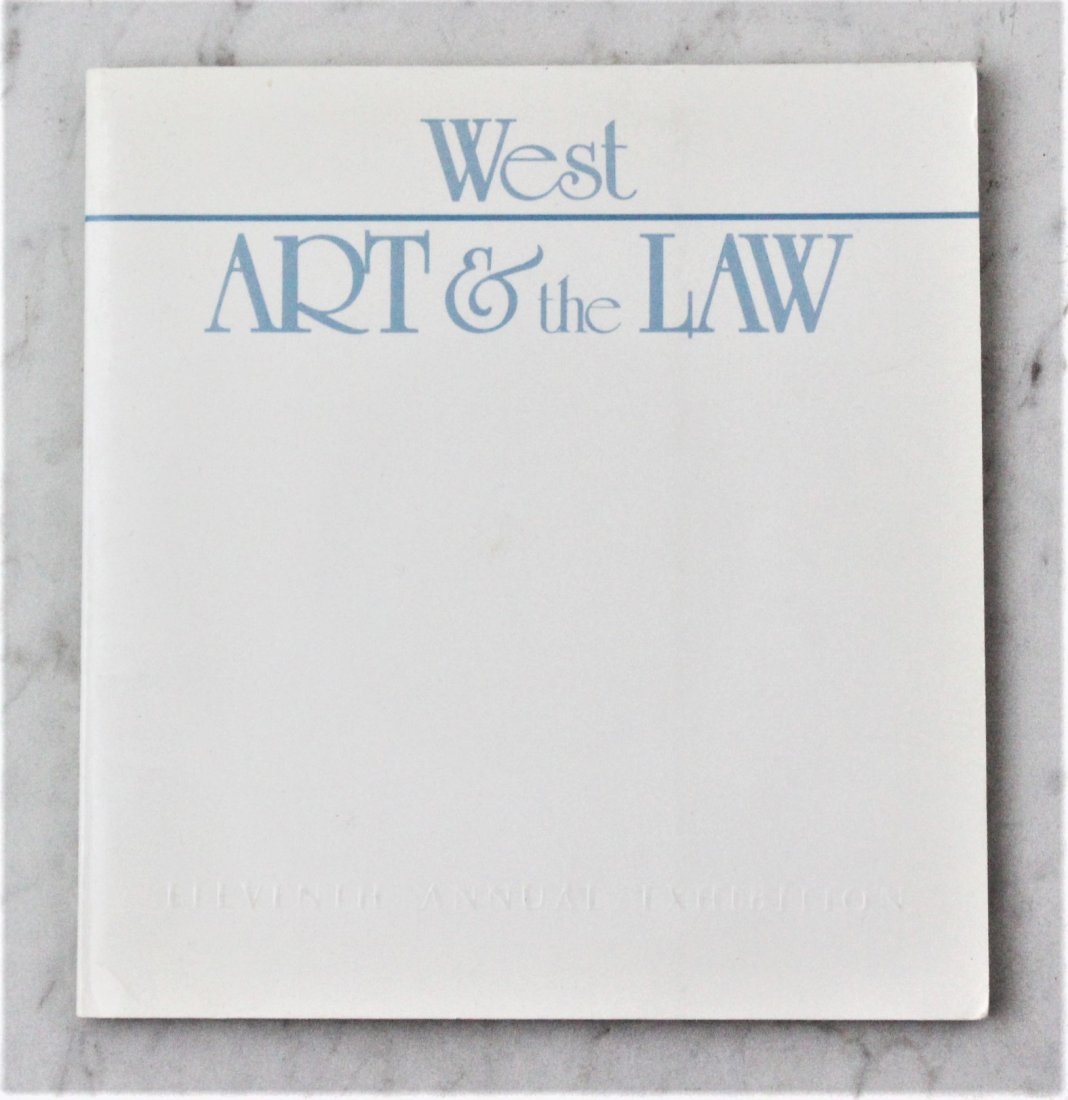 West
ART & the LAW
ELEVENTH ANNUAL EXHIBITION